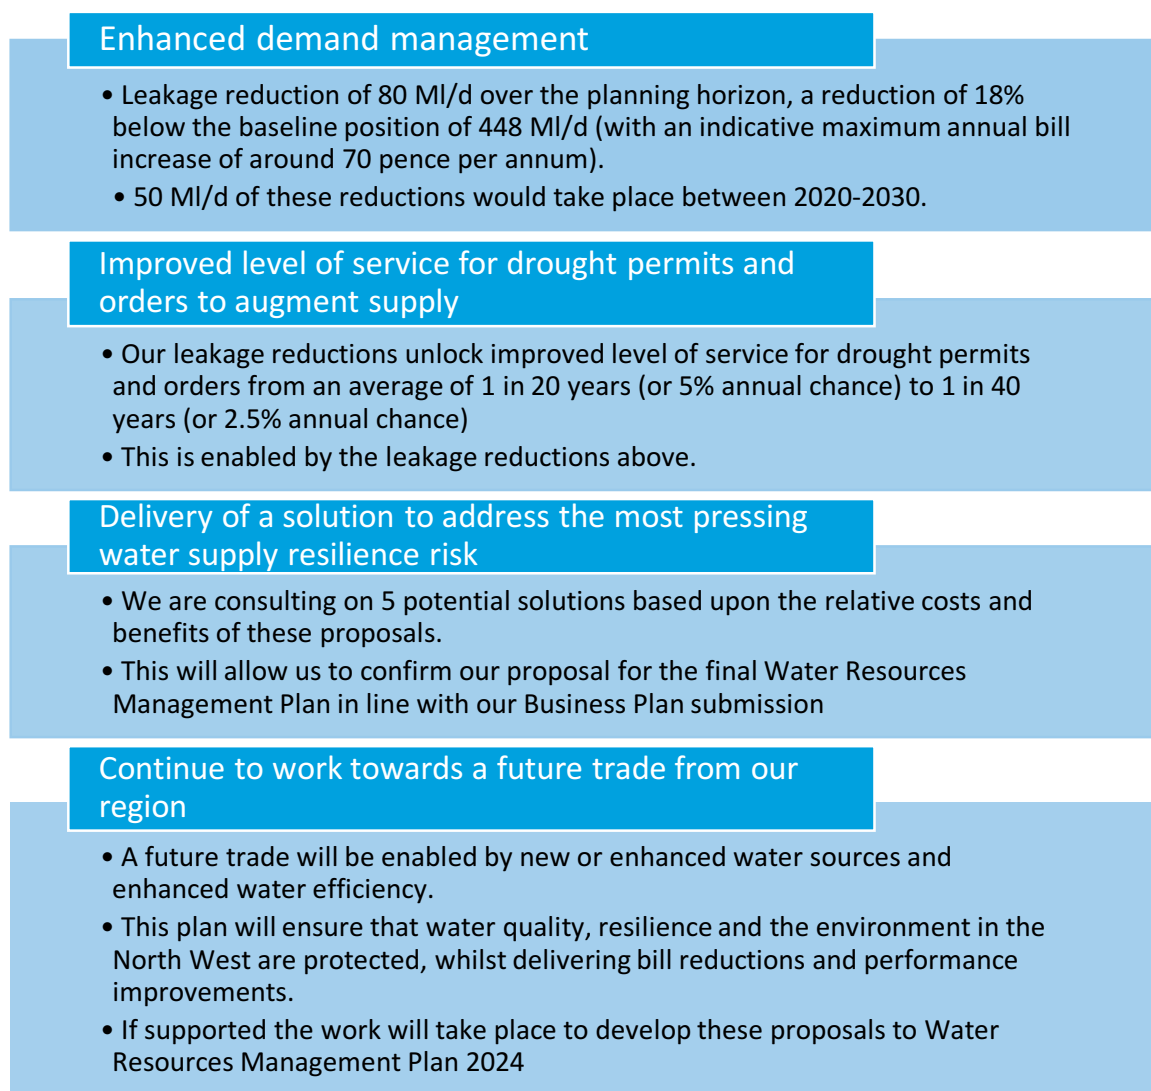 Enhanced demand management
• Leakage reduction of 80 Ml/d over the planning horizon, a reduction of 18%
below the baseline position of 448 Ml/d (with an indicative maximum annual bill
increase of around 70 pence per annum).
• 50 Ml/d of these reductions would take place between 2020-2030.
Improved level of service for drought permits and
orders to augment supply
• Our leakage reductions unlock improved level of service for drought permits
and orders from an average of 1 in 20 years (or 5% annual chance) to 1 in 40
years (or 2.5% annual chance)
• This is enabled by the leakage reductions above.
Delivery of a solution to address the most pressing
water supply resilience risk
• We are consulting on 5 potential solutions based upon the relative costs and
benefits of these proposals.
• This will allow us to confirm our proposal for the final Water Resources
Management Plan in line with our Business Plan submission
Continue to work towards a future trade from our
region
• A future trade will be enabled by new or enhanced water sources and
enhanced water efficiency.
• This plan will ensure that water quality, resilience and the environment in the
North West are protected, whilst delivering bill reductions and performance
improvements.
• If supported the work will take place to develop these proposals to Water
Resources Management Plan 2024